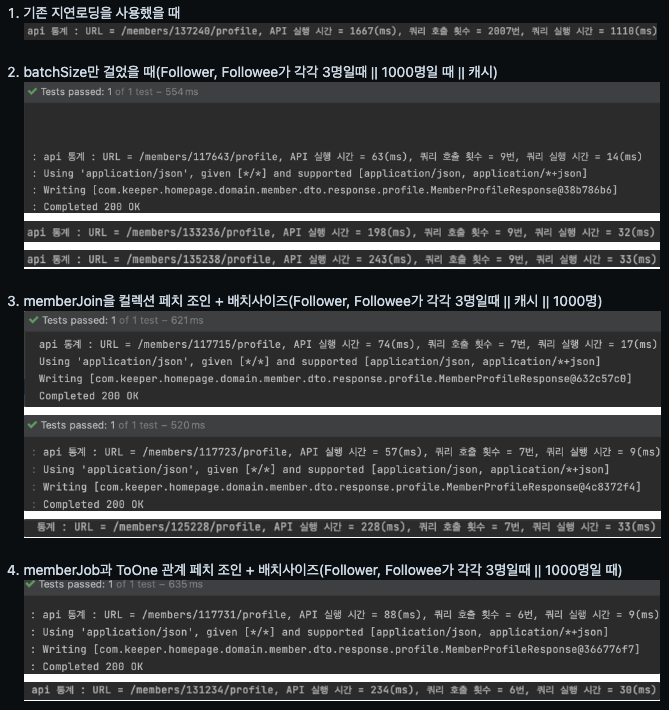 1. 기존 지연로딩을 사용했을 때
api 통계 : URL = /members/137240/profile, API 실행 시간 = 1667(ms), 쿼리 호출 횟수 = 2007번, 쿼리 실행 시간 = 1110(ms)
2. batchSize만 걸었을 때(Follower, Followee가 각각 3명일때 || 1000명일 때 || 캐시)
Tests passed: 1 of 1 test – 554 ms
: api 통계 : URL = /members/117643/profile, API 실행 시간 = 63(ms), 쿼리 호출 횟수 = 9번, 쿼리 실행 시간 = 14(ms)
: Using 'application/json', given [*/*] and supported [application/json, application/*+json]
: Writing [com.keeper.homepage.domain.member.dto.response.profile.MemberProfileResponse@38b786b6]
: Completed 200 OK
api 통계 : URL = /members/133236/profile, API 실행 시간 = 198(ms), 쿼리 호출 횟수 = 9번, 쿼리 실행 시간 = 32(ms)
api 통계 : URL = /members/135238/profile, API 실행 시간 = 243(ms), 쿼리 호출 횟수 = 9번, 쿼리 실행 시간 = 33(ms)
3. memberJoin을 컬렉션 페치 조인 + 배치사이즈(Follower, Followee가 각각 3명일때 || 캐시 || 1000명)
Tests passed: 1 of 1 test – 621 ms
api 통계 : URL = /members/117715/profile, API 실행 시간 = 74(ms), 쿼리 호출 횟수 = 7번, 쿼리 실행 시간 = 17(ms)
Using 'application/json', given [*/*] and supported [application/json, application/*+json]
Writing [com.keeper.homepage.domain.member.dto.response.profile.MemberProfileResponse@632c57c0]
Completed 200 OK
Tests passed: 1 of 1 test – 520 ms
: api 통계 : URL = /members/117723/profile, API 실행 시간 = 57(ms), 쿼리 호출 횟수 = 7번, 쿼리 실행 시간 = 9(ms)
: Using 'application/json', given [*/*] and supported [application/json, application/*+json]
: Writing [com.keeper.homepage.domain.member.dto.response.profile.MemberProfileResponse@4c8372f4]
: Completed 200 OK
통계 : URL = /members/125228/profile, API 실행 시간 = 228(ms), 쿼리 호출 횟수 = 7번, 쿼리 실행 시간 = 33(ms)
4. memberJob과 ToOne 관계 페치 조인 + 배치사이즈(Follower, Followee가 각각 3명일때 || 1000명일 때)
Tests passed: 1 of 1 test – 635 ms
: api 통계 : URL = /members/117731/profile, API 실행 시간 = 88(ms), 쿼리 호출 횟수 = 6번, 쿼리 실행 시간 = 9(ms)
: Using 'application/json', given [*/*] and supported [application/json, application/*+json]
: Writing [com.keeper.homepage.domain.member.dto.response.profile.MemberProfileResponse@366776f7]
: Completed 200 OK
api 통계 : URL = /members/131234/profile, API 실행 시간 = 234(ms), 쿼리 호출 횟수 = 6번, 쿼리 실행 시간 = 30(ms)